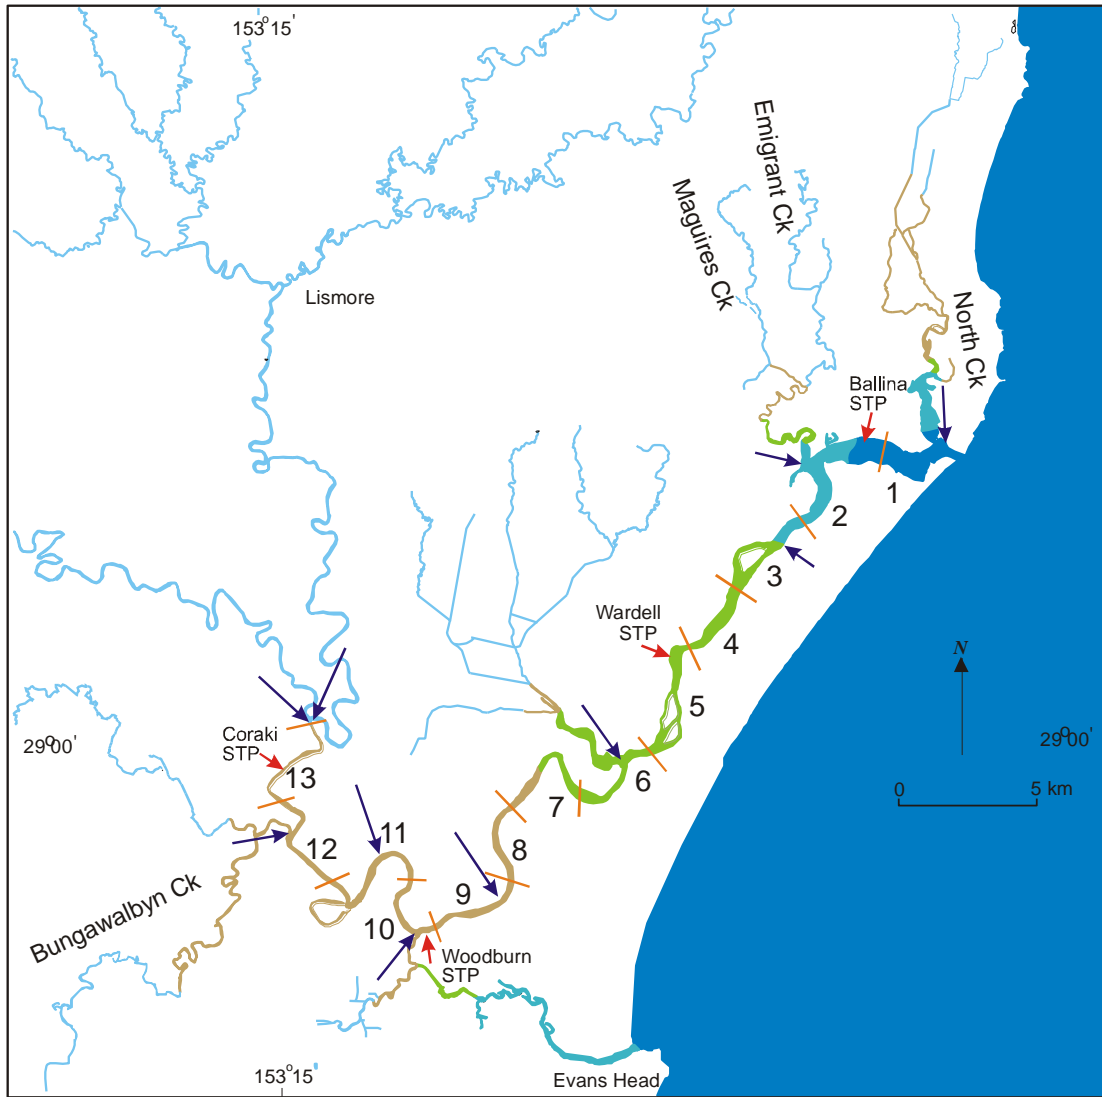 153°15'
Emigrant Ck
Maguires Ck
Lismore
North Ck
Ballina
STP
1
2
3
Wardell
STP
4
N
5
Coraki
STP
29°00'
29°00'
6
13
0
5 km
7
11
12
8
9
Bungawalbyn Ck
10
Woodburn
STP
153°15'
Evans Head